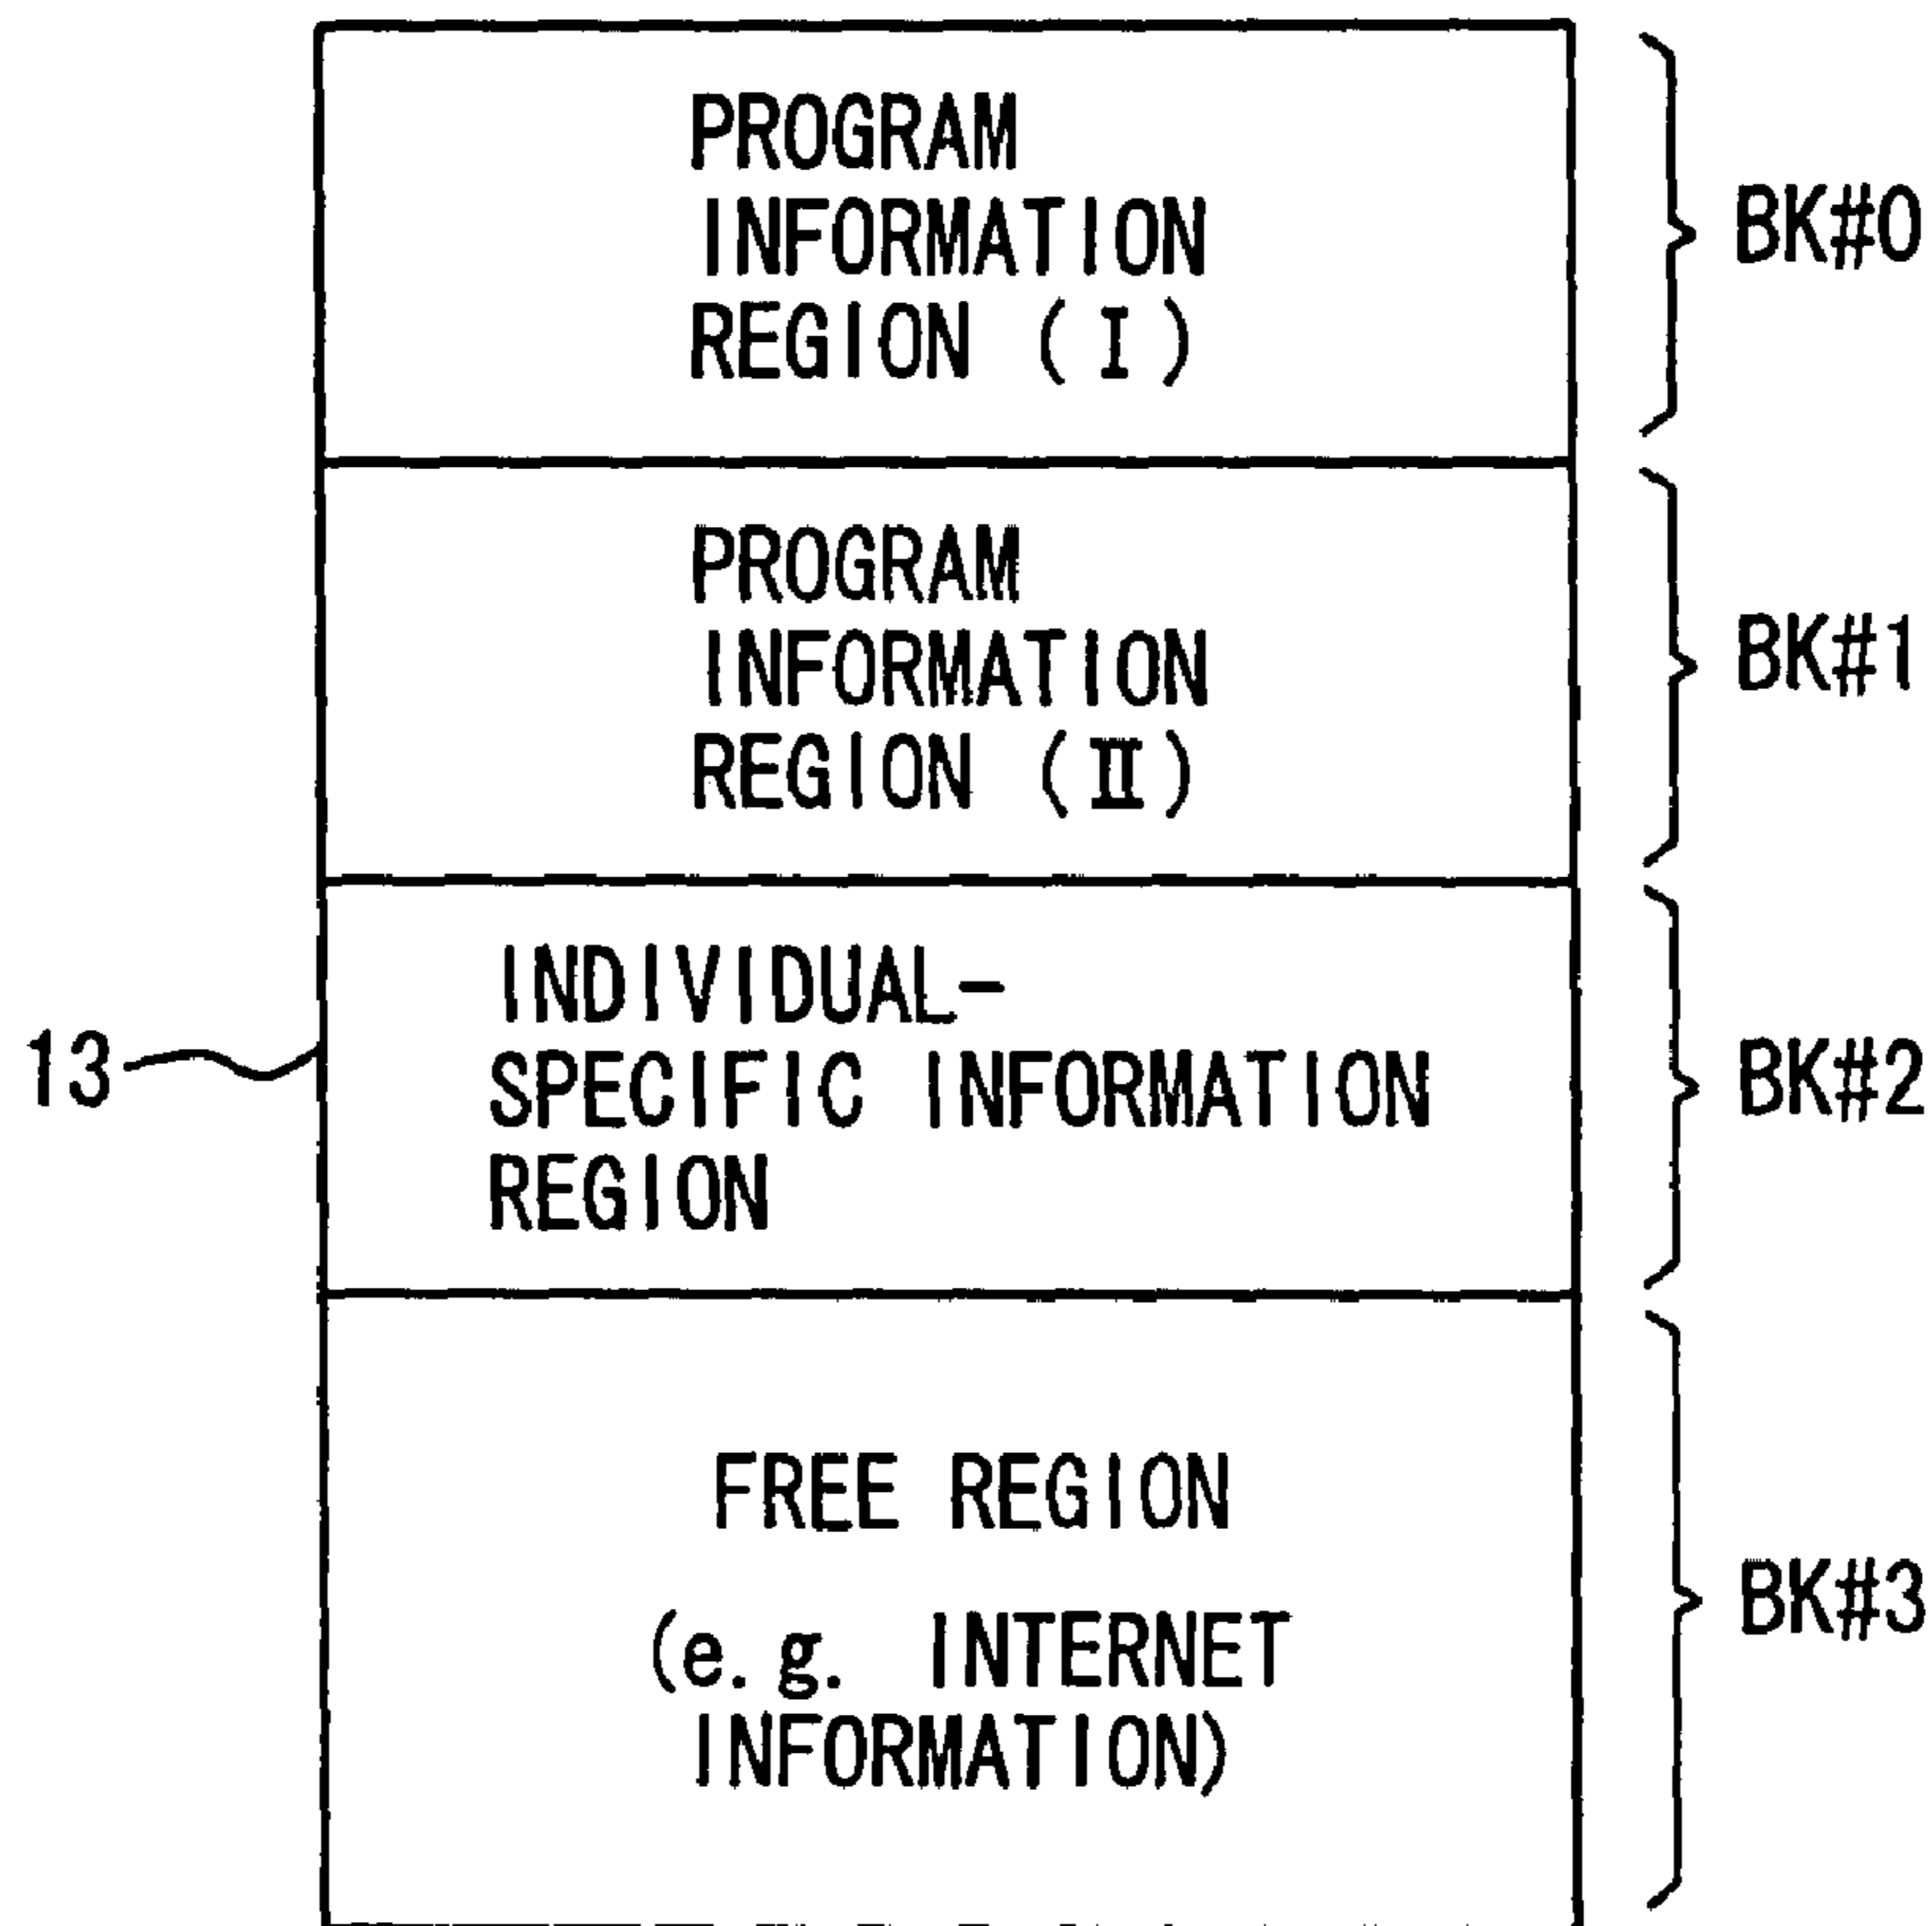 PROGRAM
INFORMATION
REGION (I)
BK#0
PROGRAM
INFORMATION
REGION (II)
BK#1
INDIVIDUAL-
SPECIFIC INFORMATION
REGION
13
BK#2
FREE REGION
(e.g. INTERNET
INFORMATION)
BK#3